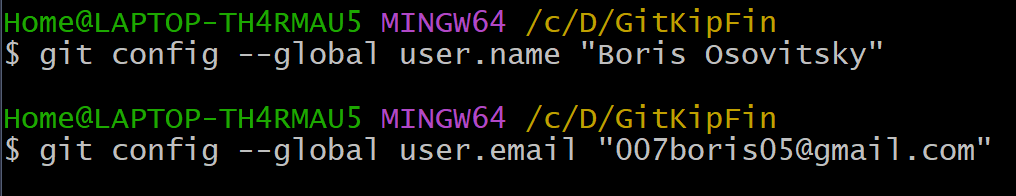 Home@LAPTOP-TH4RMAU5 MINGW64 /c/D/GitKipFin
$ git config --global user.name "Boris Osovitsky"
Home@LAPTOP-TH4RMAU5 MINGW64 /c/D/GitKipFin
$ git config --global user.email "007boris05@gmail.com"